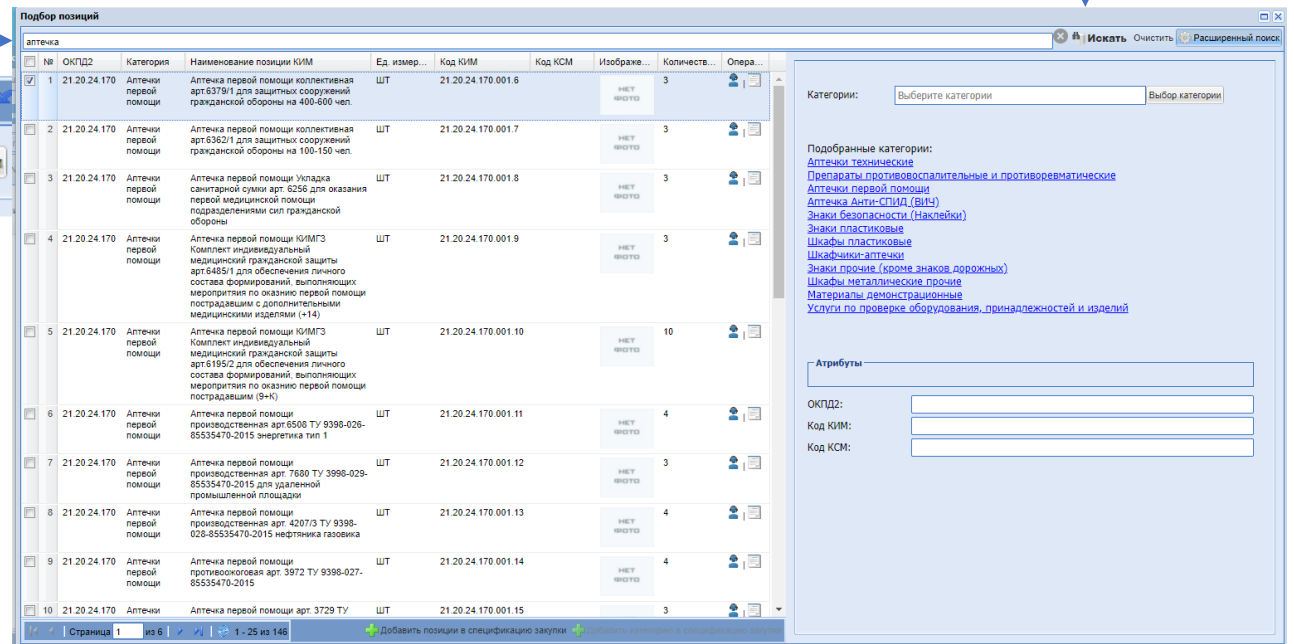 Подбор позиций
аптечка
Искать Очистить Расширенный поиск
№ ОКПД2 Категория Наименование позиции КИМ Ед. измер... Код КИМ Код КСМ Изображе... Количеств... Опера...
1 21.20.24.170 Аптечки первой помощи
Аптечка первой помощи коллективная
арт.6379/1 для защитных сооружений
гражданской обороны на 400-600 чел.
ШТ 21.20.24.170.001.6 НЕТ ФОТО 3
2 21.20.24.170 Аптечки первой помощи
Аптечка первой помощи коллективная
арт.6362/1 для защитных сооружений
гражданской обороны на 100-150 чел.
ШТ 21.20.24.170.001.7 НЕТ ФОТО 3
3 21.20.24.170 Аптечки первой помощи
Аптечка первой помощи Укладка
санитарной сумки арт. 6256 для оказания
первой медицинской помощи
подразделениями сил гражданской
обороны
ШТ 21.20.24.170.001.8 НЕТ ФОТО 3
4 21.20.24.170 Аптечки первой помощи
Аптечка первой помощи КИМГЗ
Комплект индивидуальный
медицинский гражданской защиты
арт.6485/1 для обеспечения личного
состава формирований, выполняющих
мероприятия по оказнию первой помощи
пострадавшим с дополнительными
медицинскими изделями (+14)
ШТ 21.20.24.170.001.9 НЕТ ФОТО 3
5 21.20.24.170 Аптечки первой помощи
Аптечка первой помощи КИМГЗ
Комплект индивидуальный
медицинский гражданской защиты
арт.6195/2 для обеспечения личного
состава формирований, выполняющих
мероприятия по оказнию первой помощи
пострадавшим (9+К)
ШТ 21.20.24.170.001.10 НЕТ ФОТО 10
6 21.20.24.170 Аптечки первой помощи
Аптечка первой помощи
производственная арт.6508 ТУ 9398-026-
85535470-2015 энергетика тип 1
ШТ 21.20.24.170.001.11 НЕТ ФОТО 4
7 21.20.24.170 Аптечки первой помощи
Аптечка первой помощи
производственная арт. 7680 ТУ 3998-029-
85535470-2015 для удаленной
промышленной площадки
ШТ 21.20.24.170.001.12 НЕТ ФОТО 3
8 21.20.24.170 Аптечки первой помощи
Аптечка первой помощи
производственная арт. 4207/3 ТУ 9398-
028-85535470-2015 нефтяника газовика
ШТ 21.20.24.170.001.13 НЕТ ФОТО 4
9 21.20.24.170 Аптечки первой помощи
Аптечка первой помощи
противоожоговая арт. 3972 ТУ 9398-027-
85535470-2015
ШТ 21.20.24.170.001.14 НЕТ ФОТО 4
10 21.20.24.170 Аптечки Аптечка первой помощи арт. 3729 ТУ ШТ 21.20.24.170.001.15 3
Страница 1 из 6 1 - 25 из 146 Добавить позиции в спецификацию закупки Добавить категории в спецификацию закупки
Категории: Выберите категории Выбор категории
Подобранные категории:
Аптечки технические
Препараты противовоспалительные и противоревматические
Аптечки первой помощи
Аптечка Анти-СПИД (ВИЧ)
Знаки безопасности (Наклейки)
Знаки пластиковые
Шкафы пластиковые
Шкафчики-аптечки
Знаки прочие (кроме знаков дорожных)
Шкафы металлические прочие
Материалы демонстрационные
Услуги по проверке оборудования, принадлежностей и изделий
Атрибуты
ОКПД2:
Код КИМ:
Код КСМ: